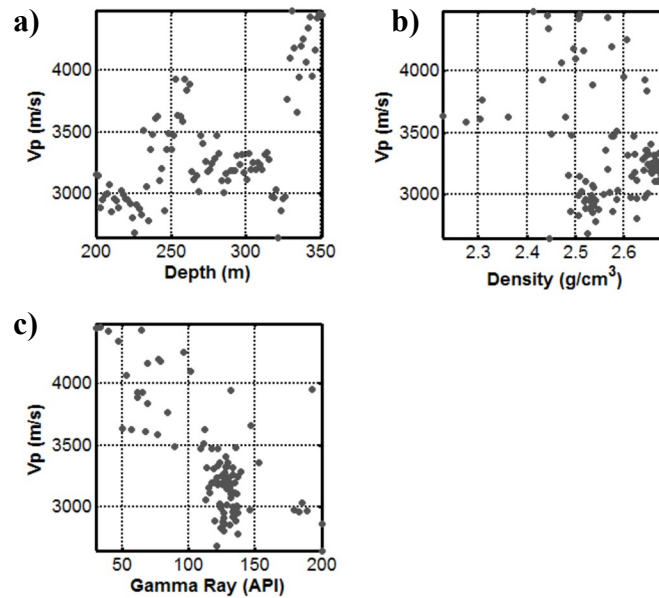 a)
4000
3500
3000
Vp (m/s)
200 250 300 350
Depth (m)
b)
4000
3500
3000
Vp (m/s)
2.3 2.4 2.5 2.6
Density (g/cm³)
c)
4000
3500
3000
Vp (m/s)
50 100 150 200
Gamma Ray (API)